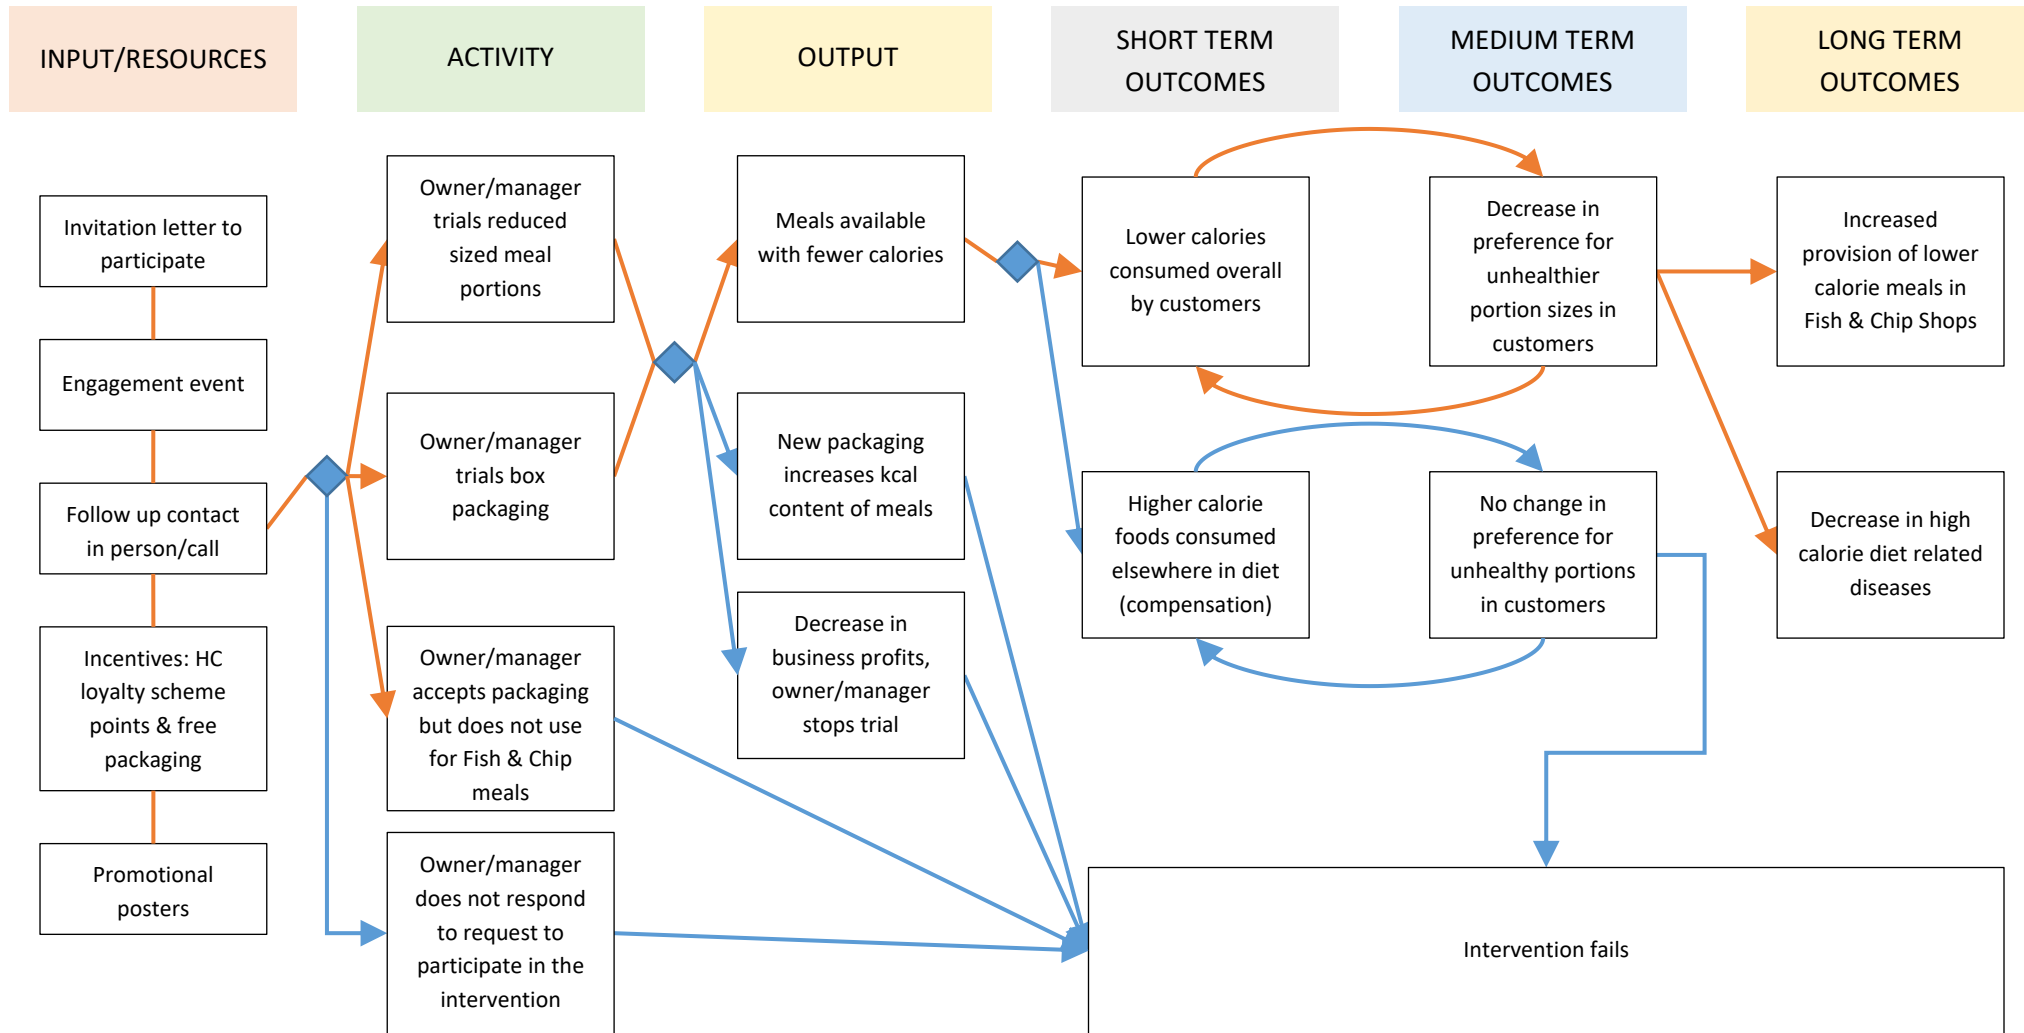 INPUT/RESOURCES
ACTIVITY
OUTPUT
SHORT TERM
OUTCOMES
MEDIUM TERM
OUTCOMES
LONG TERM
OUTCOMES
Invitation letter to
participate
Engagement event
Follow up contact
in person/call
Incentives: HC
loyalty scheme
points & free
packaging
Promotional
posters
Owner/manager
trials reduced
sized meal
portions
Owner/manager
trials box
packaging
Owner/manager
accepts packaging
but does not use
for Fish & Chip
meals
Owner/manager
does not respond
to request to
participate in the
intervention
Meals available
with fewer calories
New packaging
increases kcal
content of meals
Decrease in
business profits,
owner/manager
stops trial
Lower calories
consumed overall
by customers
Higher calorie
foods consumed
elsewhere in diet
(compensation)
Decrease in
preference for
unhealthier
portion sizes in
customers
No change in
preference for
unhealthy portions
in customers
Increased
provision of lower
calorie meals in
Fish & Chip Shops
Decrease in high
calorie diet related
diseases
Intervention fails